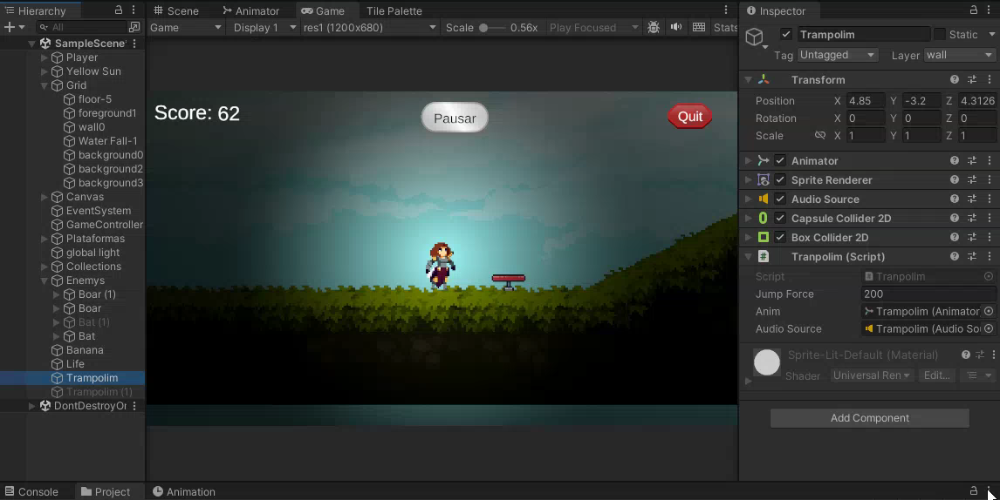 Hierarchy
All
SampleScene
Player
Yellow Sun
Grid
floor-5
foreground1
wall0
Water Fall-1
background0
background2
background3
Canvas
EventSystem
GameController
Plataformas
global light
Collections
Enemys
Boar (1)
Boar
Bat (1)
Bat
Banana
Life
Trampolim
Trampolim (1)
DontDestroyOn
Scene Animator Game Tile Palette
Game Display 1 res1 (1200x680) Scale 0.56x Play Focused Stats
Score: 62 Pausar Quit
Inspector
Trampolim Static
Tag Untagged Layer wall
Transform
Position X 4.85 Y -3.2 Z 4.3126
Rotation X 0 Y 0 Z 0
Scale X 1 Y 1 Z 1
Animator
Sprite Renderer
Audio Source
Capsule Collider 2D
Box Collider 2D
Tranpolim (Script)
Script Tranpolim
Jump Force 200
Anim Trampolim (Animator
Audio Source Trampolim (Audio Sou
Sprite-Lit-Default (Material)
Shader Universal Ren Edit...
Add Component
Console Project Animation